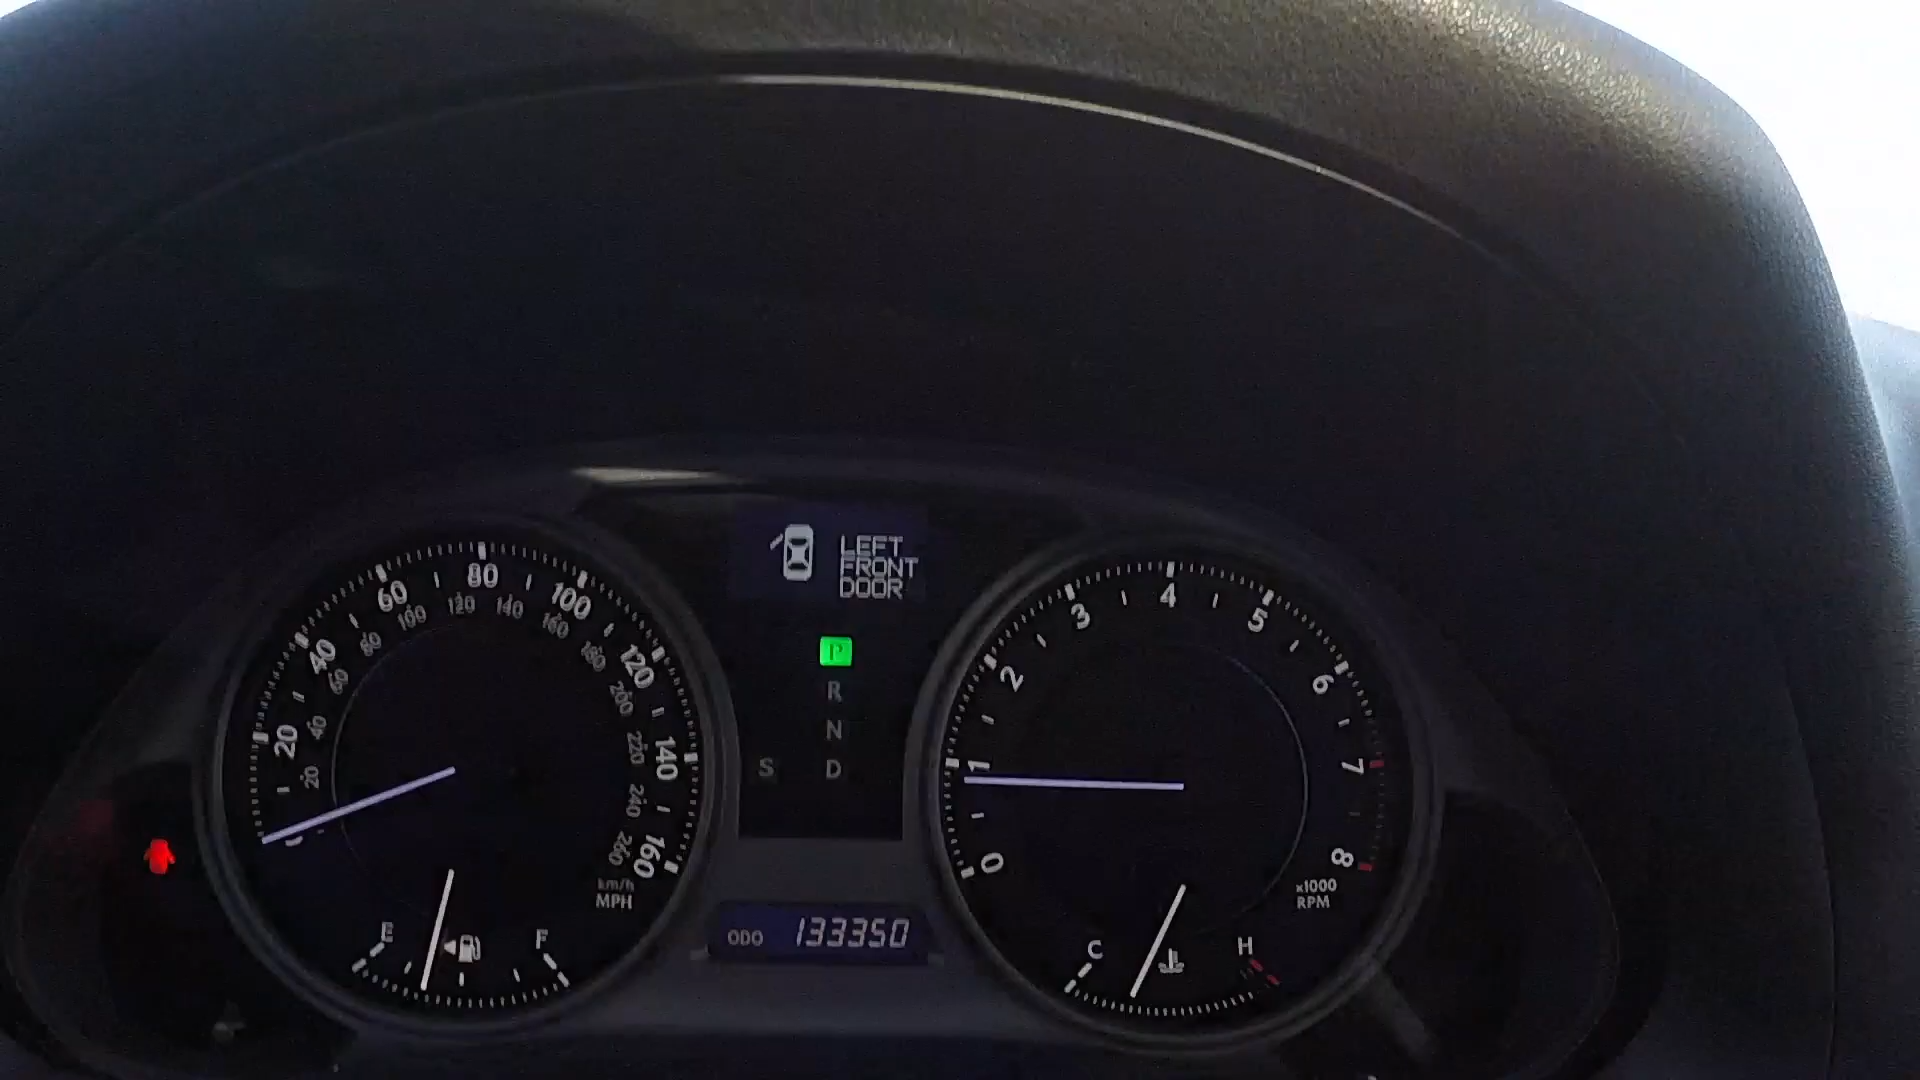 LEFT
FRONT
DOOR
P
R
N
S D
20 40 60 80 100 120 140 160
20 40 60 80 100 120 140 160 180 200 220 240 260
km/h
MPH
E F
ODO 133350
0 1 2 3 4 5 6 7 8
x1000
RPM
C H